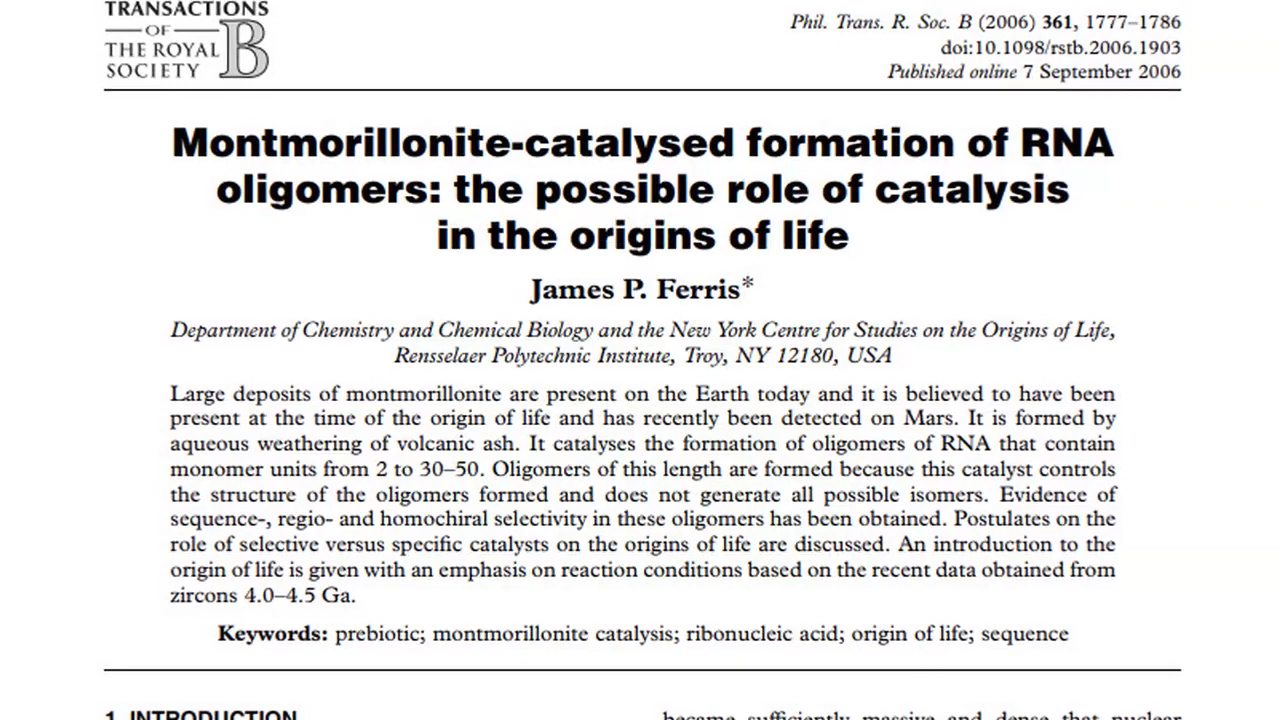 TRANSACTIONS
OF
THE ROYAL
SOCIETY
B
Phil. Trans. R. Soc. B (2006) 361, 1777–1786
doi:10.1098/rstb.2006.1903
Published online 7 September 2006
Montmorillonite-catalysed formation of RNA
oligomers: the possible role of catalysis
in the origins of life
James P. Ferris*
Department of Chemistry and Chemical Biology and the New York Centre for Studies on the Origins of Life,
Rensselaer Polytechnic Institute, Troy, NY 12180, USA
Large deposits of montmorillonite are present on the Earth today and it is believed to have been
present at the time of the origin of life and has recently been detected on Mars. It is formed by
aqueous weathering of volcanic ash. It catalyses the formation of oligomers of RNA that contain
monomer units from 2 to 30–50. Oligomers of this length are formed because this catalyst controls
the structure of the oligomers formed and does not generate all possible isomers. Evidence of
sequence-, regio- and homochiral selectivity in these oligomers has been obtained. Postulates on the
role of selective versus specific catalysts on the origins of life are discussed. An introduction to the
origin of life is given with an emphasis on reaction conditions based on the recent data obtained from
zircons 4.0–4.5 Ga.
Keywords: prebiotic; montmorillonite catalysis; ribonucleic acid; origin of life; sequence
1. INTRODUCTION
became sufficiently massive and dense that nuclear